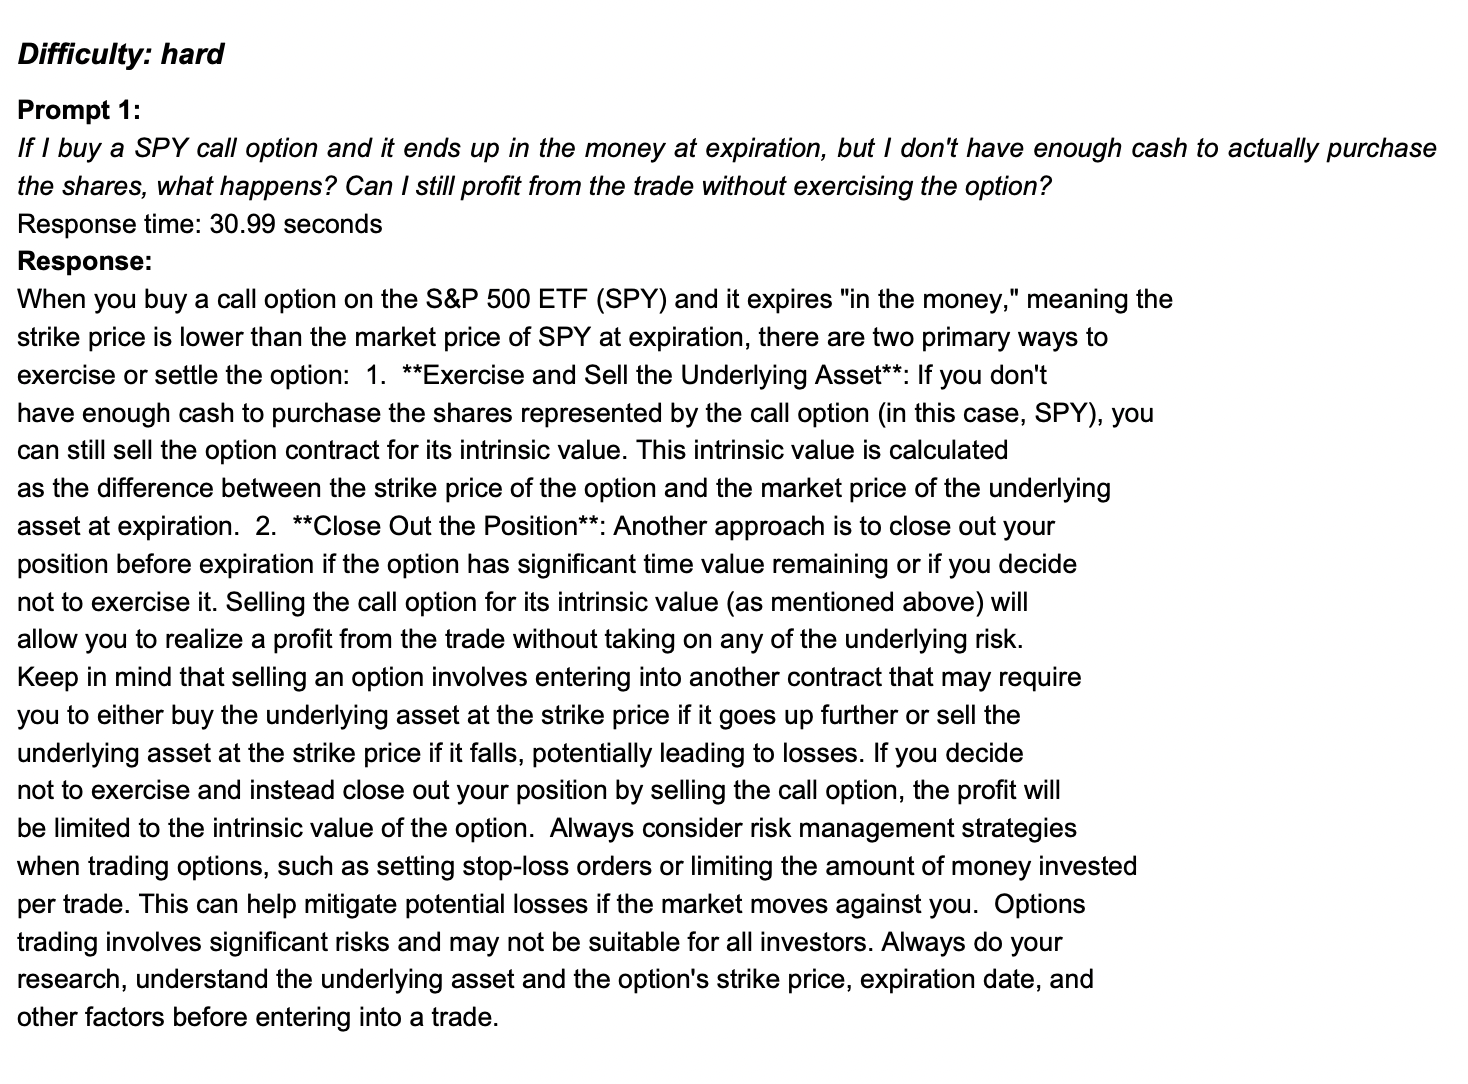 Difficulty: hard
Prompt 1:
If I buy a SPY call option and it ends up in the money at expiration, but I don't have enough cash to actually purchase
the shares, what happens? Can I still profit from the trade without exercising the option?
Response time: 30.99 seconds
Response:
When you buy a call option on the S&P 500 ETF (SPY) and it expires "in the money," meaning the
strike price is lower than the market price of SPY at expiration, there are two primary ways to
exercise or settle the option:  1.  **Exercise and Sell the Underlying Asset**: If you don't
have enough cash to purchase the shares represented by the call option (in this case, SPY), you
can still sell the option contract for its intrinsic value. This intrinsic value is calculated
as the difference between the strike price of the option and the market price of the underlying
asset at expiration.  2.  **Close Out the Position**: Another approach is to close out your
position before expiration if the option has significant time value remaining or if you decide
not to exercise it. Selling the call option for its intrinsic value (as mentioned above) will
allow you to realize a profit from the trade without taking on any of the underlying risk.
Keep in mind that selling an option involves entering into another contract that may require
you to either buy the underlying asset at the strike price if it goes up further or sell the
underlying asset at the strike price if it falls, potentially leading to losses. If you decide
not to exercise and instead close out your position by selling the call option, the profit will
be limited to the intrinsic value of the option.  Always consider risk management strategies
when trading options, such as setting stop-loss orders or limiting the amount of money invested
per trade. This can help mitigate potential losses if the market moves against you.  Options
trading involves significant risks and may not be suitable for all investors. Always do your
research, understand the underlying asset and the option's strike price, expiration date, and
other factors before entering into a trade.